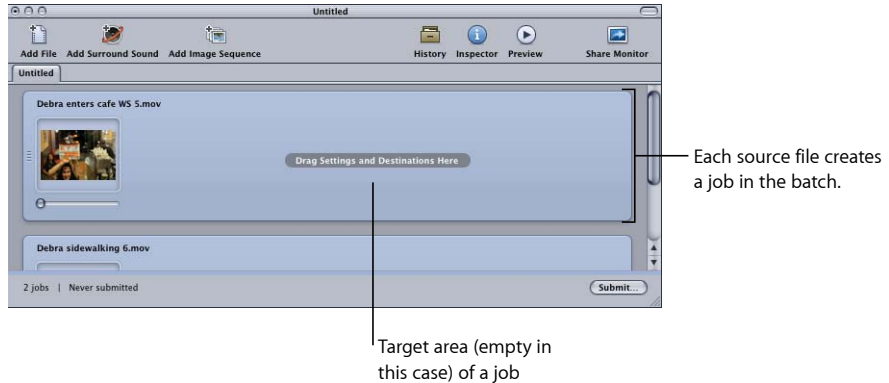 Untitled
Add File Add Surround Sound Add Image Sequence History Inspector Preview Share Monitor
Untitled
Debra enters cafe WS 5.mov
Drag Settings and Destinations Here
Each source file creates
a job in the batch.
Debra sidewalking 6.mov
2 jobs | Never submitted Submit...
Target area (empty in
this case) of a job